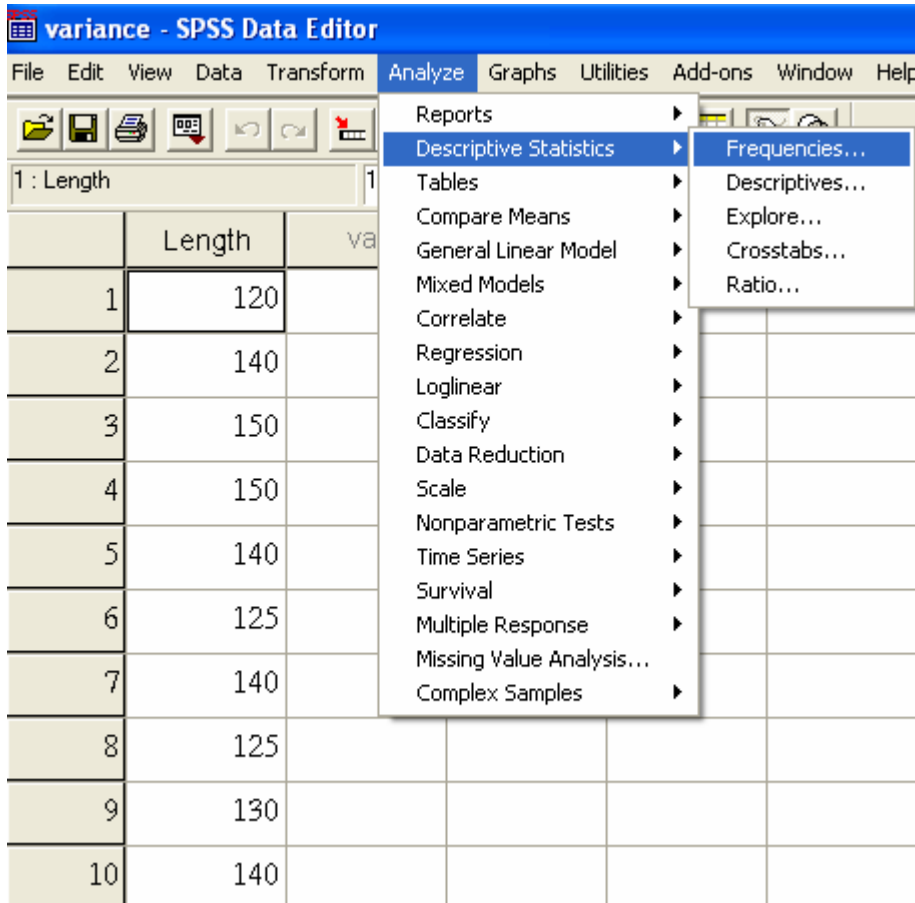 variance - SPSS Data Editor
File Edit View Data Transform Analyze Graphs Utilities Add-ons Window Help
Reports
Descriptive Statistics
Tables
Compare Means
General Linear Model
Mixed Models
Correlate
Regression
Loglinear
Classify
Data Reduction
Scale
Nonparametric Tests
Time Series
Survival
Multiple Response
Missing Value Analysis...
Complex Samples
Frequencies...
Descriptives...
Explore...
Crosstabs...
Ratio...
1 : Length 1
Length va
1 120
2 140
3 150
4 150
5 140
6 125
7 140
8 125
9 130
10 140